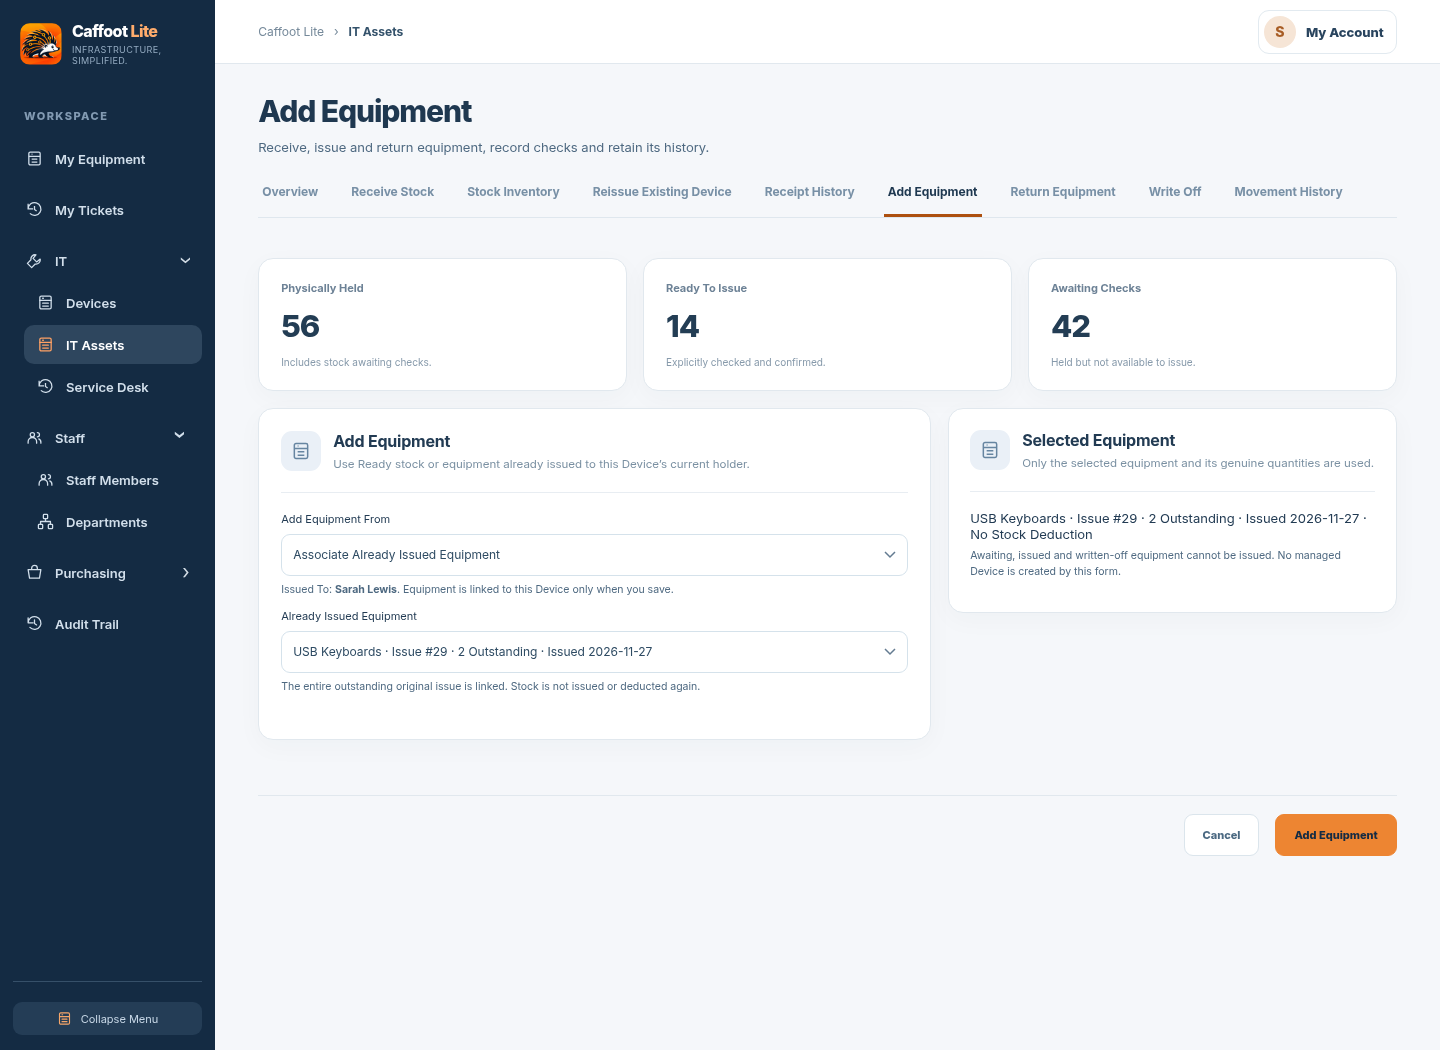 Caffoot Lite
INFRASTRUCTURE,
SIMPLIFIED.
WORKSPACE
My Equipment
My Tickets
IT
Devices
IT Assets
Service Desk
Staff
Staff Members
Departments
Purchasing
Audit Trail
Collapse Menu
Caffoot Lite › IT Assets
S My Account
Add Equipment
Receive, issue and return equipment, record checks and retain its history.
Overview Receive Stock Stock Inventory Reissue Existing Device Receipt History Add Equipment Return Equipment Write Off Movement History
Physically Held
56
Includes stock awaiting checks.
Ready To Issue
14
Explicitly checked and confirmed.
Awaiting Checks
42
Held but not available to issue.
Add Equipment
Use Ready stock or equipment already issued to this Device's current holder.
Add Equipment From
Associate Already Issued Equipment
Issued To: Sarah Lewis. Equipment is linked to this Device only when you save.
Already Issued Equipment
USB Keyboards · Issue #29 · 2 Outstanding · Issued 2026-11-27
The entire outstanding original issue is linked. Stock is not issued or deducted again.
Selected Equipment
Only the selected equipment and its genuine quantities are used.
USB Keyboards · Issue #29 · 2 Outstanding · Issued 2026-11-27 ·
No Stock Deduction
Awaiting, issued and written-off equipment cannot be issued. No managed
Device is created by this form.
Cancel
Add Equipment